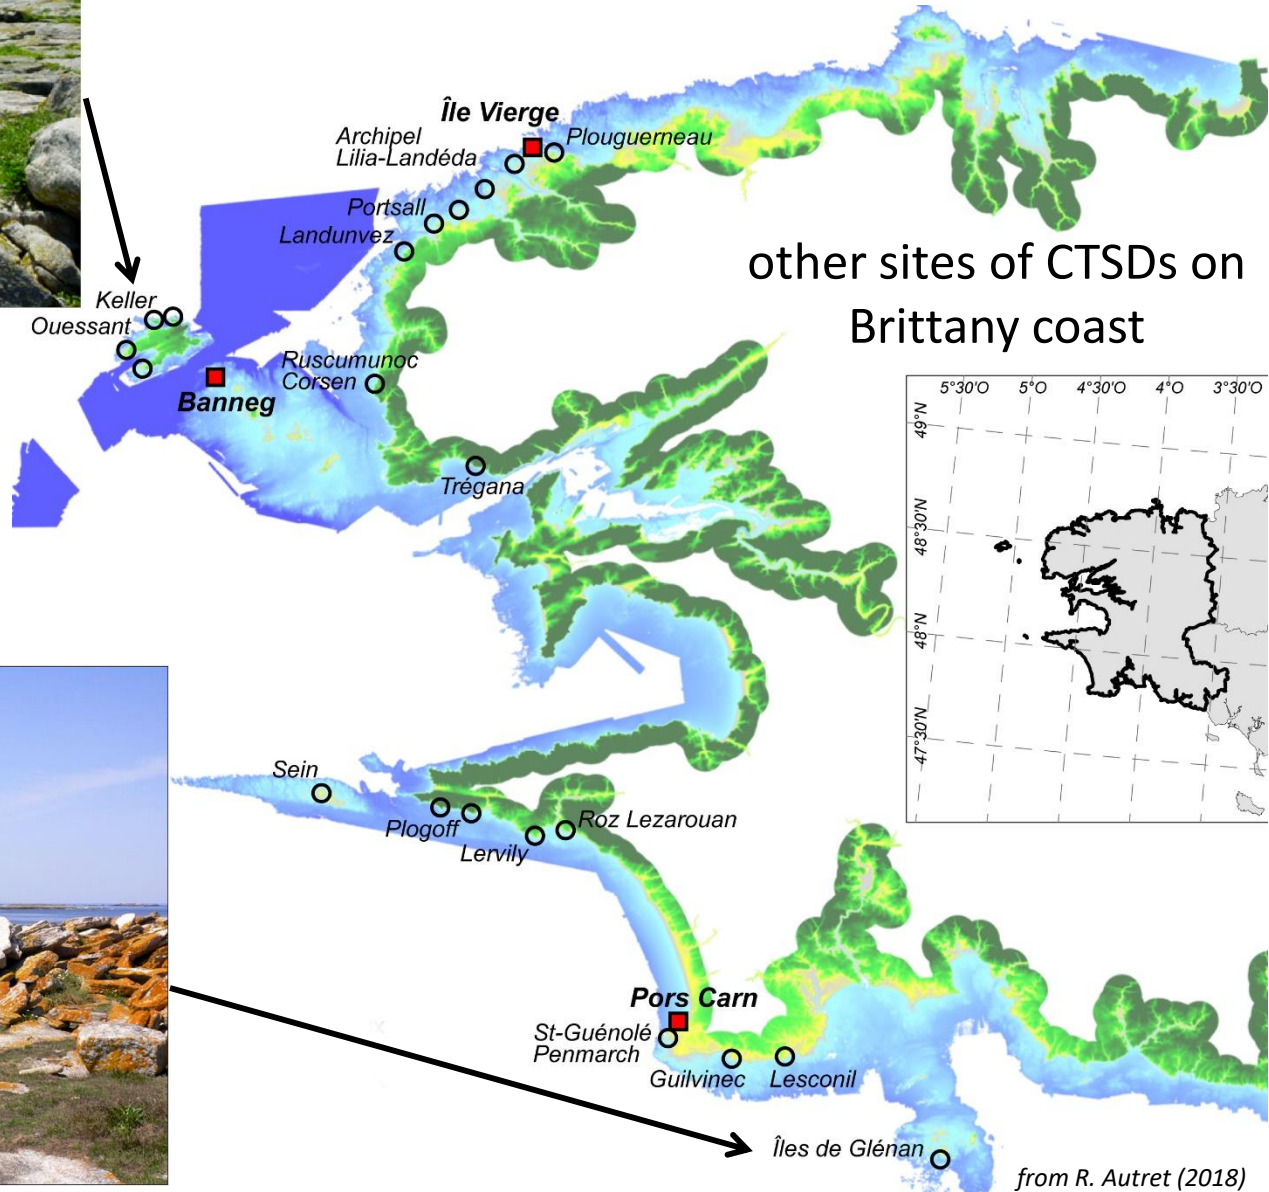 Île Vierge
Archipel
Lilia-Landéda
Plouguerneau
Portsall
Landunvez
Keller
Ouessant
Ruscumunoc
Corsen
Banneg
Trégana
other sites of CTSDs on
Brittany coast
5°30'O 5°O 4°30'O 4°O 3°30'O
49°N
48°30'N
48°N
47°30'N
Sein
Plogoff
Roz Lezarouan
Lervily
Pors Carn
St-Guénolé
Penmarch
Guilvinec
Lesconil
Îles de Glénan
from R. Autret (2018)